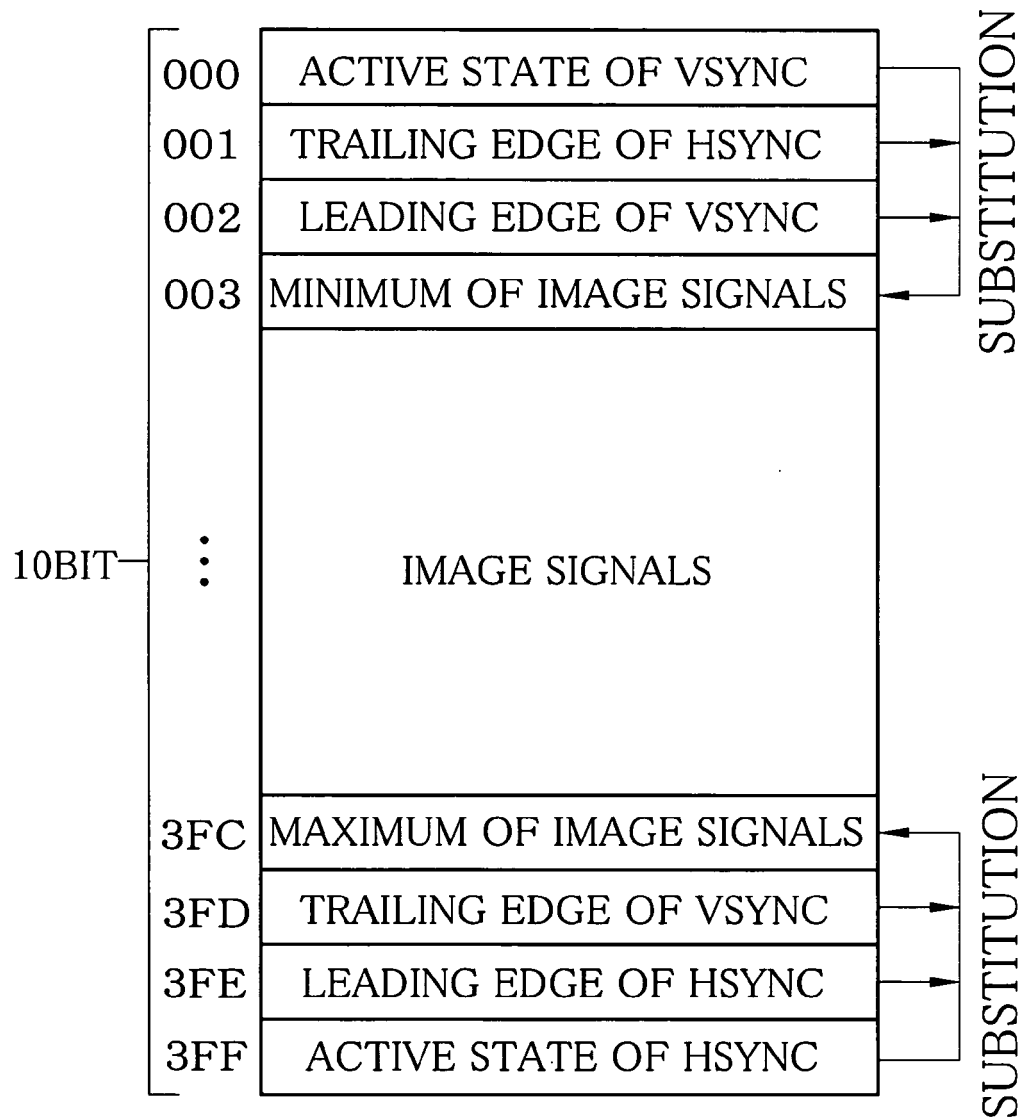 000 ACTIVE STATE OF VSYNC
001 TRAILING EDGE OF HSYNC
002 LEADING EDGE OF VSYNC
003 MINIMUM OF IMAGE SIGNALS
SUBSTITUTION
10BIT ⋮ IMAGE SIGNALS
3FC MAXIMUM OF IMAGE SIGNALS
3FD TRAILING EDGE OF VSYNC
3FE LEADING EDGE OF HSYNC
3FF ACTIVE STATE OF HSYNC
SUBSTITUTION